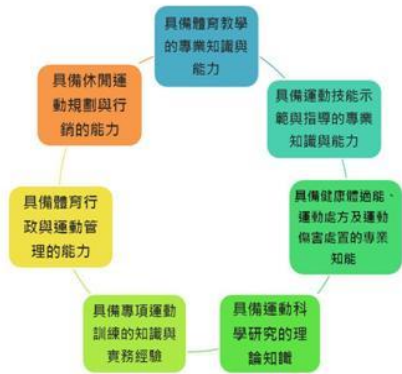 具備體育教學
的專業知識與
能力
具備運動技能示
範與指導的專業
知識與能力
具備健康體適能、
運動處方及運動
傷害處置的專業
知能
具備運動科
學研究的理
論知識
具備專項運動
訓練的知識與
實務經驗
具備體育行
政與運動管
理的能力
具備休閒運
動規劃與行
銷的能力